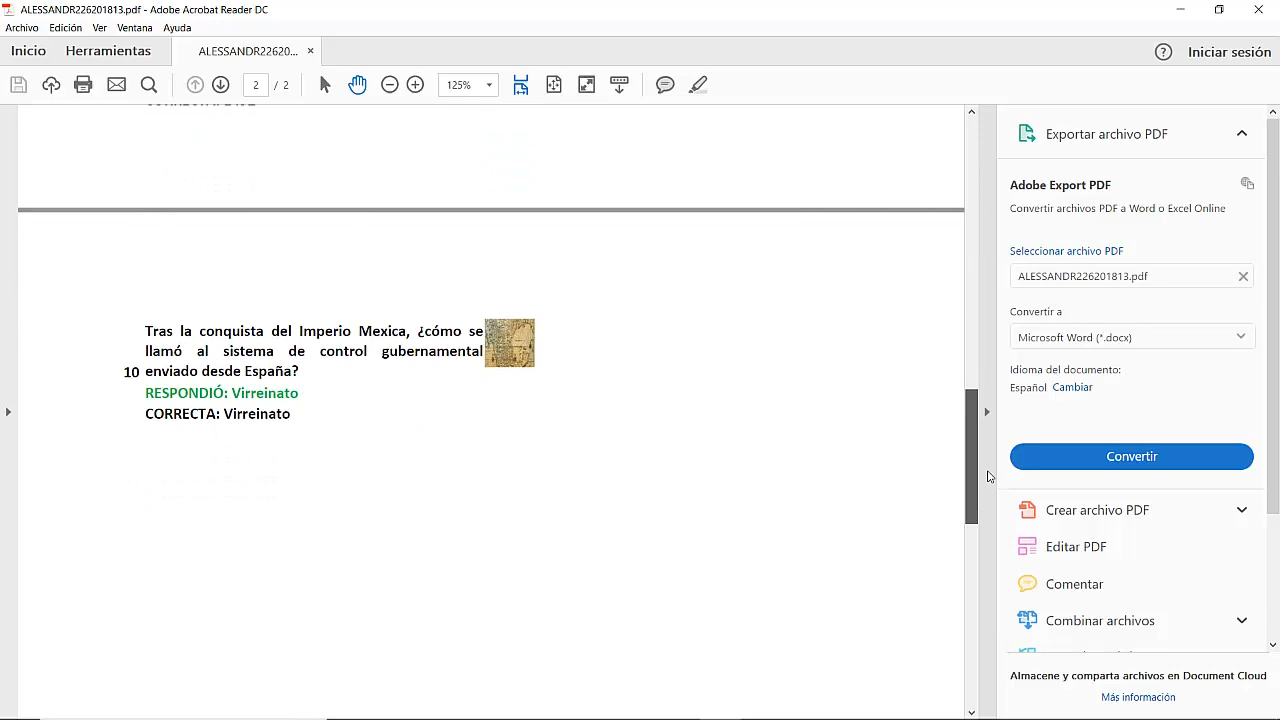 ALESSANDR226201813.pdf - Adobe Acrobat Reader DC
Archivo Edición Ver Ventana Ayuda
Inicio Herramientas ALESSANDR22620... × ? Iniciar sesión
2 / 2 125%
Tras la conquista del Imperio Mexica, ¿cómo se
llamó al sistema de control gubernamental
10 enviado desde España?
RESPONDIÓ: Virreinato
CORRECTA: Virreinato
Exportar archivo PDF
Adobe Export PDF
Convertir archivos PDF a Word o Excel Online
Seleccionar archivo PDF
ALESSANDR226201813.pdf
Convertir a
Microsoft Word (*.docx)
Idioma del documento:
Español Cambiar
Convertir
Crear archivo PDF
Editar PDF
Comentar
Combinar archivos
Almacene y comparta archivos en Document Cloud
Más información